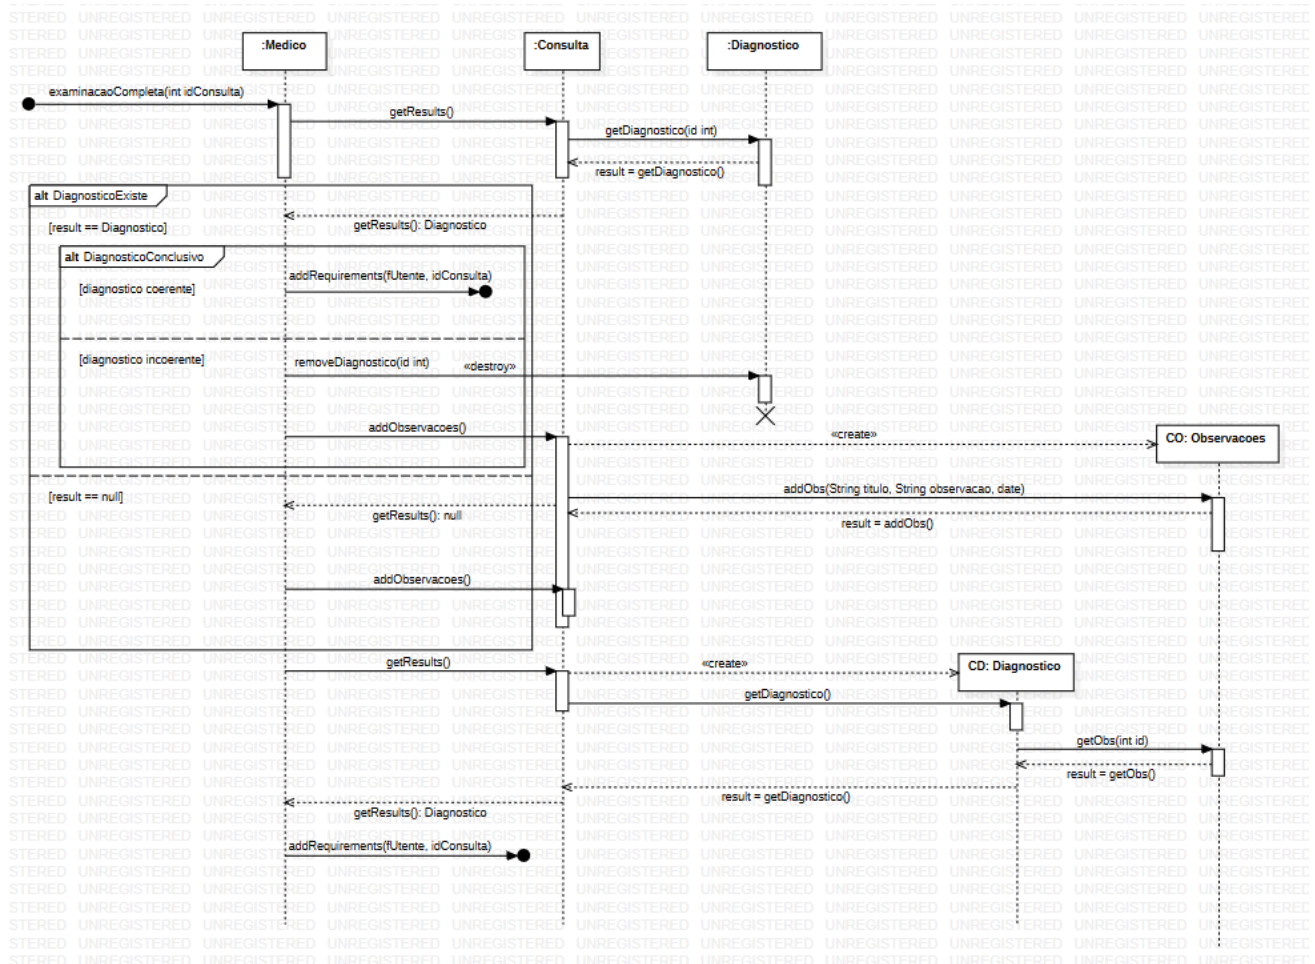 :Medico
:Consulta
:Diagnostico
examinacaoCompleta(int idConsulta)
getResults()
getDiagnostico(id int)
result = getDiagnostico()
alt DiagnosticoExiste
getResults(): Diagnostico
[result == Diagnostico]
alt DiagnosticoConclusivo
addRequirements(fUtente, idConsulta)
[diagnostico coerente]
[diagnostico incoerente]
removeDiagnostico(id int)
«destroy»
addObservacoes()
«create»
CO: Observacoes
[result == null]
addObs(String titulo, String observacao, date)
getResults(): null
result = addObs()
addObservacoes()
getResults()
«create»
CD: Diagnostico
getDiagnostico()
getObs(int id)
result = getObs()
result = getDiagnostico()
getResults(): Diagnostico
addRequirements(fUtente, idConsulta)
UNREGISTERED